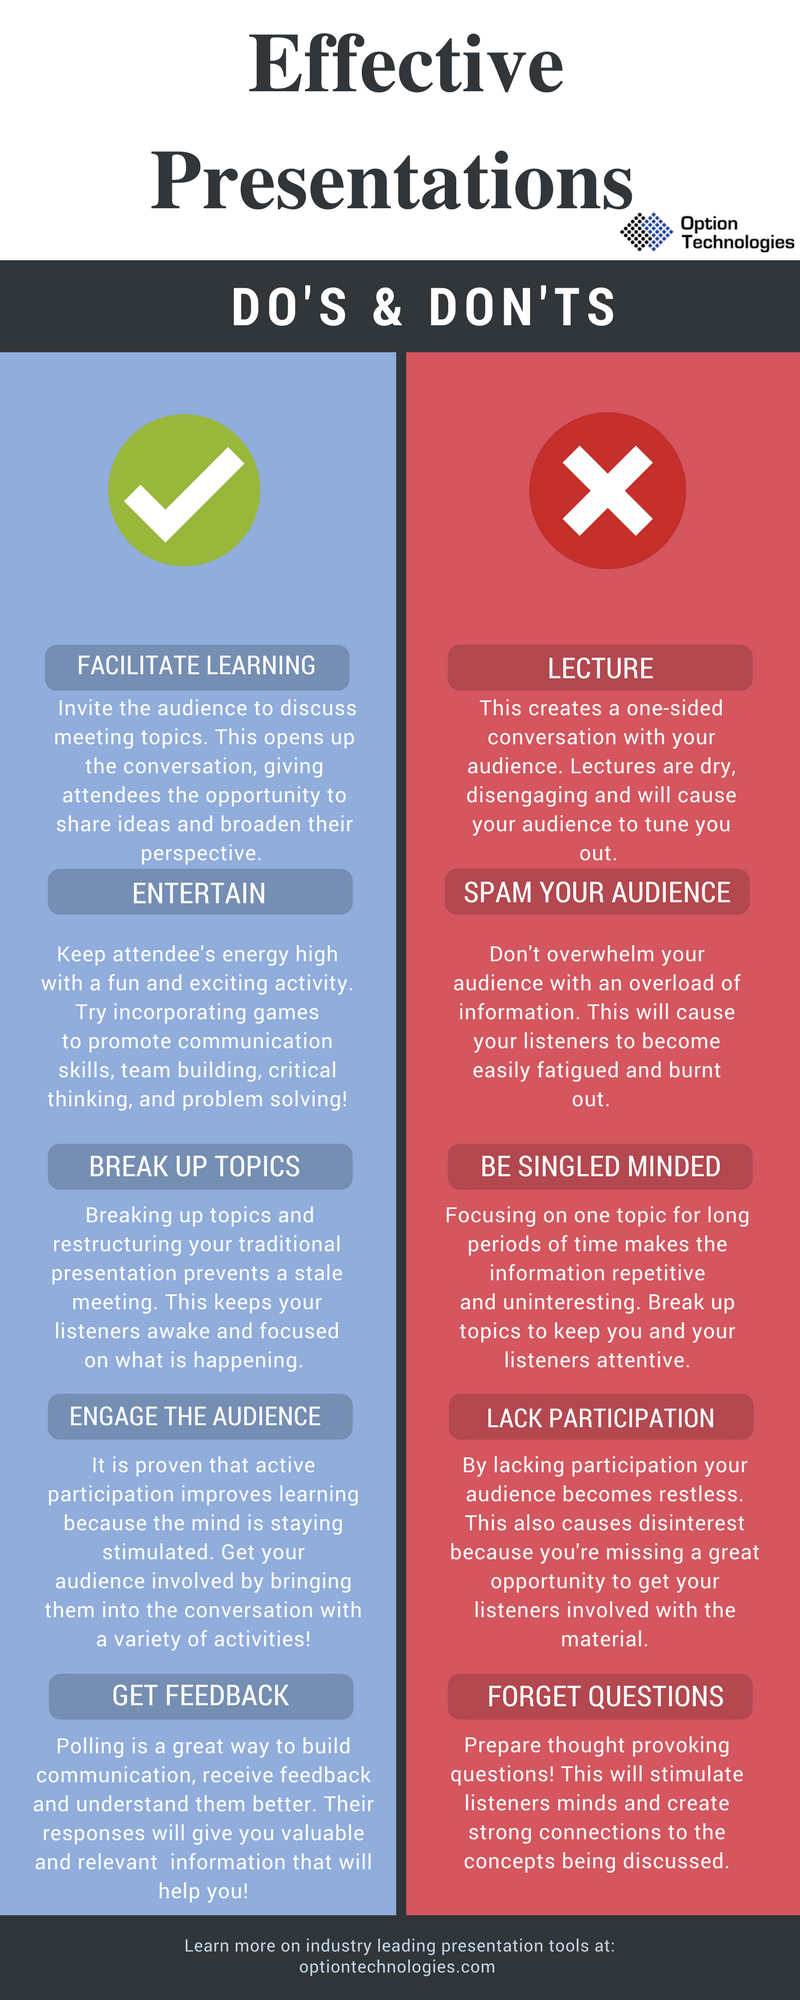 Effective
Presentations
Option
Technologies
DO'S & DON'TS
FACILITATE LEARNING
Invite the audience to discuss
meeting topics. This opens up
the conversation, giving
attendees the opportunity to
share ideas and broaden their
perspective.
ENTERTAIN
Keep attendee's energy high
with a fun and exciting activity.
Try incorporating games
to promote communication
skills, team building, critical
thinking, and problem solving!
BREAK UP TOPICS
Breaking up topics and
restructuring your traditional
presentation prevents a stale
meeting. This keeps your
listeners awake and focused
on what is happening.
ENGAGE THE AUDIENCE
It is proven that active
participation improves learning
because the mind is staying
stimulated. Get your
audience involved by bringing
them into the conversation with
a variety of activities!
GET FEEDBACK
Polling is a great way to build
communication, receive feedback
and understand them better. Their
responses will give you valuable
and relevant  information that will
help you!
LECTURE
This creates a one-sided
conversation with your
audience. Lectures are dry,
disengaging and will cause
your audience to tune you
out.
SPAM YOUR AUDIENCE
Don't overwhelm your
audience with an overload of
information. This will cause
your listeners to become
easily fatigued and burnt
out.
BE SINGLED MINDED
Focusing on one topic for long
periods of time makes the
information repetitive
and uninteresting. Break up
topics to keep you and your
listeners attentive.
LACK PARTICIPATION
By lacking participation your
audience becomes restless.
This also causes disinterest
because you're missing a great
opportunity to get your
listeners involved with the
material.
FORGET QUESTIONS
Prepare thought provoking
questions! This will stimulate
listeners minds and create
strong connections to the
concepts being discussed.
Learn more on industry leading presentation tools at:
optiontechnologies.com